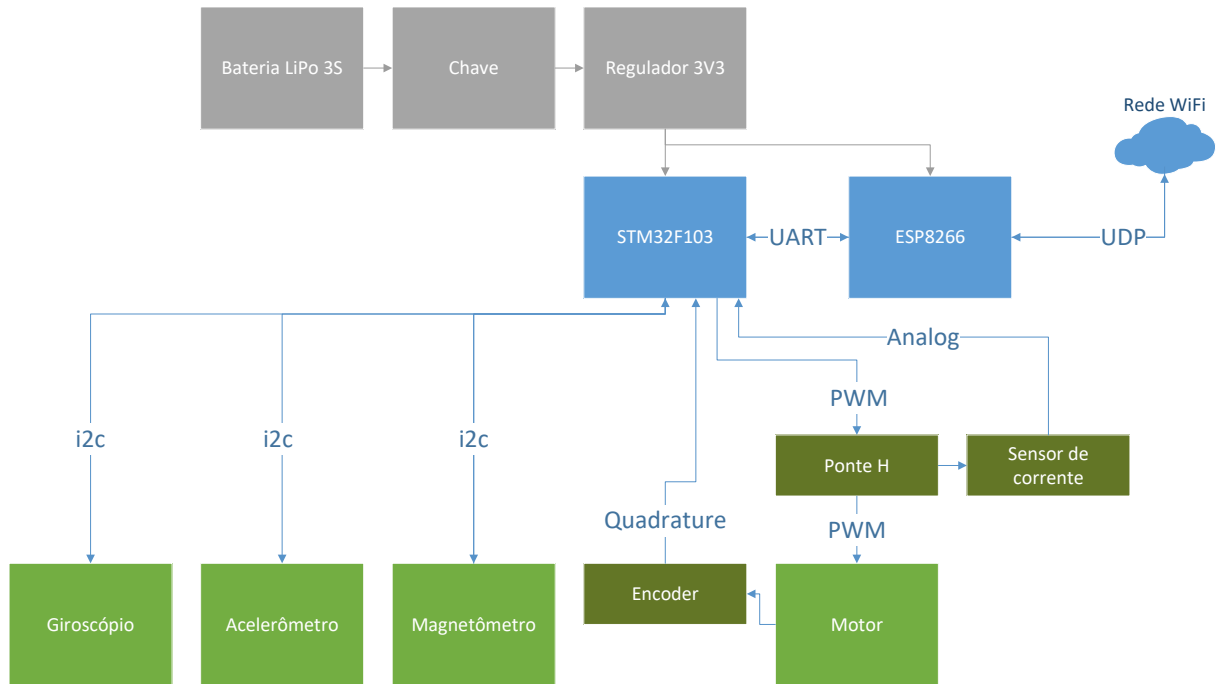 Bateria LiPo 3S
Chave
Regulador 3V3
Rede WiFi
STM32F103
UART
ESP8266
UDP
Analog
PWM
i2c
i2c
i2c
Ponte H
Sensor de
corrente
Quadrature
PWM
Giroscópio
Acelerômetro
Magnetômetro
Encoder
Motor